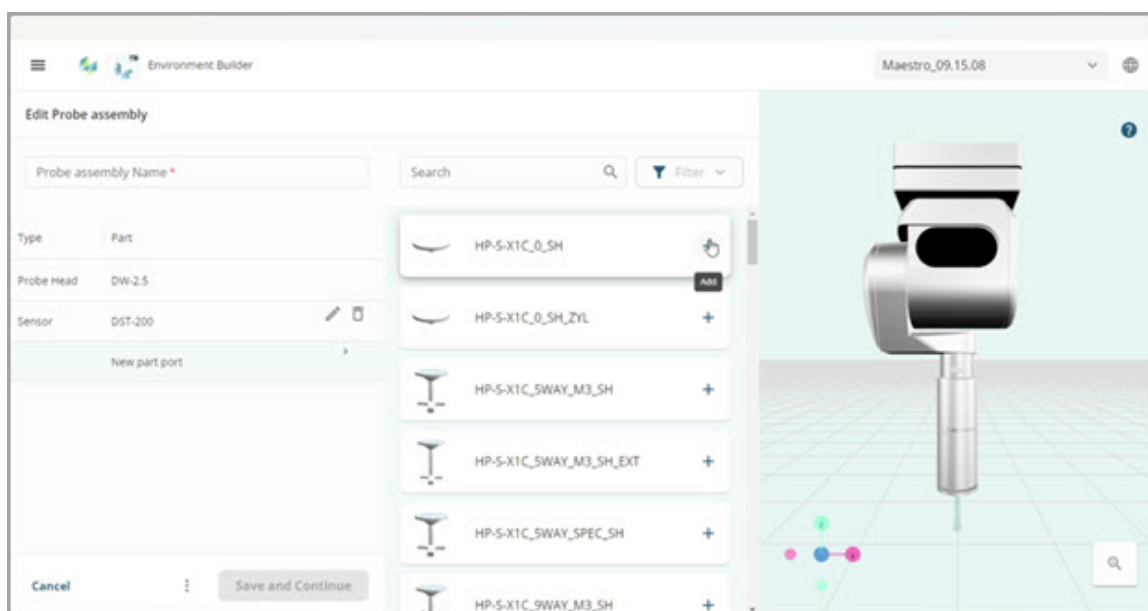 Environment Builder
Maestro_09.15.08
Edit Probe assembly
Probe assembly Name *
Search
Filter
Type Part
Probe Head DW-2.5
Sensor DST-200
New part port
HP-S-X1C_0_SH
Add
HP-S-X1C_0_SH_ZYL
HP-S-X1C_5WAY_M3_SH
HP-S-X1C_5WAY_M3_SH_EXT
HP-S-X1C_5WAY_SPEC_SH
HP-S-X1C_9WAY_M3_SH
Cancel
Save and Continue